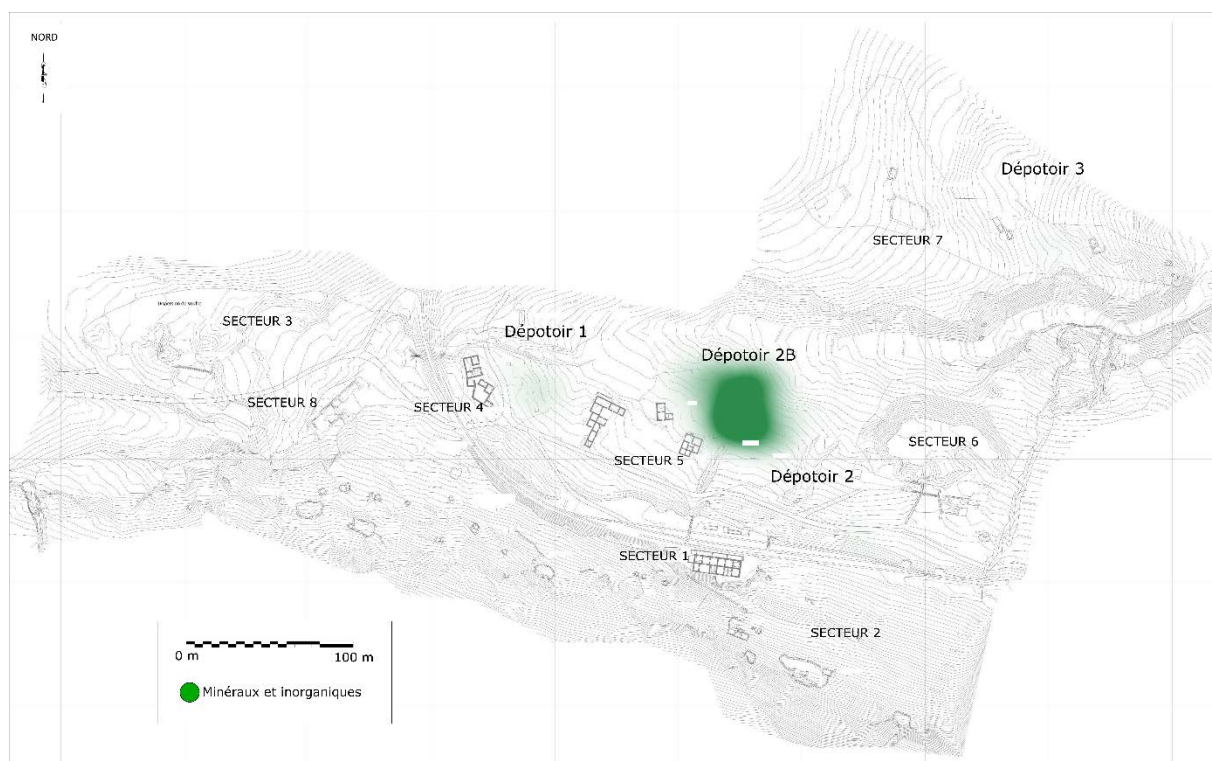 NORD
Dépotoir 3
SECTEUR 7
SECTEUR 3
Dépotoir 1
Dépotoir 2B
SECTEUR 8
SECTEUR 4
SECTEUR 6
SECTEUR 5
Dépotoir 2
SECTEUR 1
SECTEUR 2
0 m
100 m
Minéraux et inorganiques